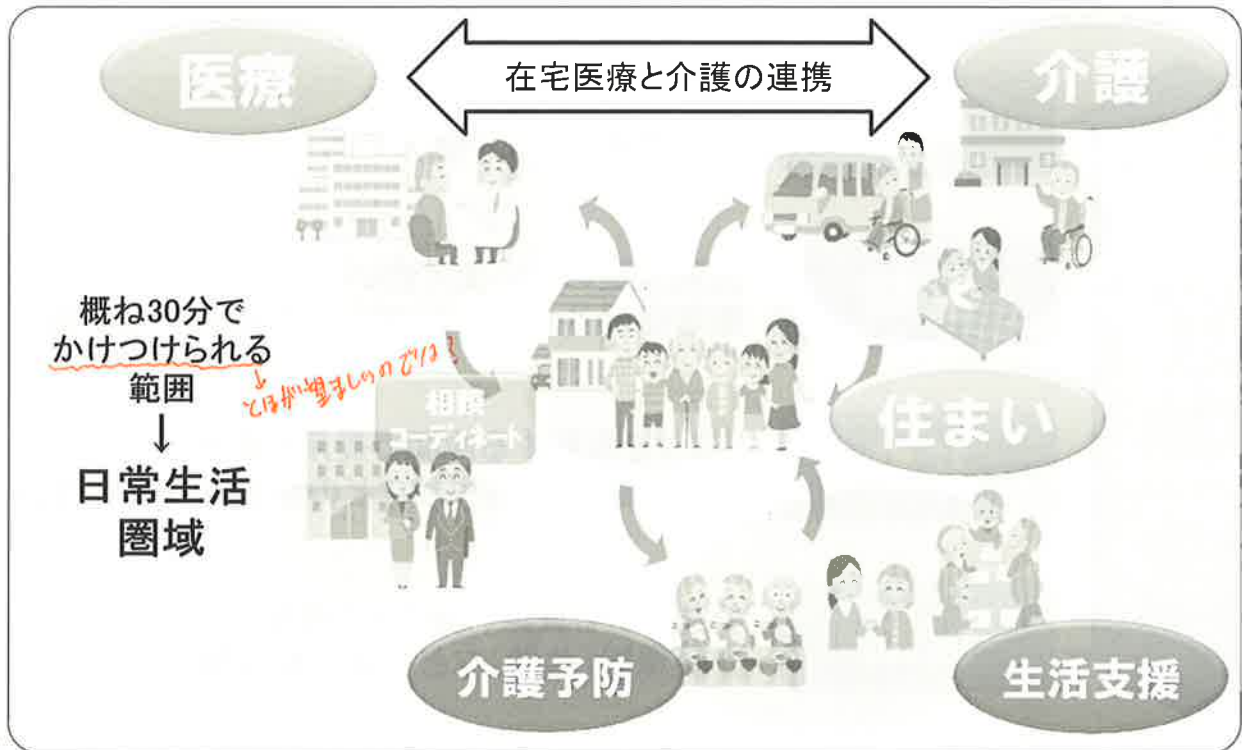 医療
在宅医療と介護の連携
介護
概ね30分で
かけつけられる
範囲
↑
とほが望ましいのでは？
↓
日常生活
圏域
相談
コーディネート
住まい
介護予防
生活支援